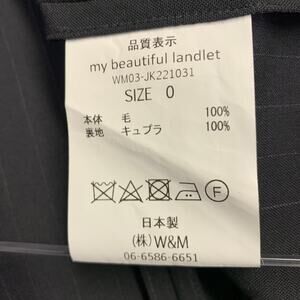 品質表示
my beautiful landlet
WM03-JK221031
SIZE 0
本体 毛 100%
裏地 キュプラ 100%
F
日本製
(株) W&M
06-6586-6651